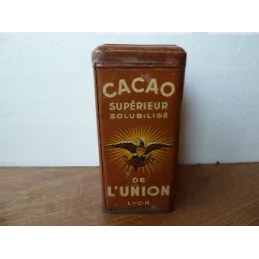 CACAO
SUPÉRIEUR
SOLUBILISÉ
DE
L'UNION
LYON